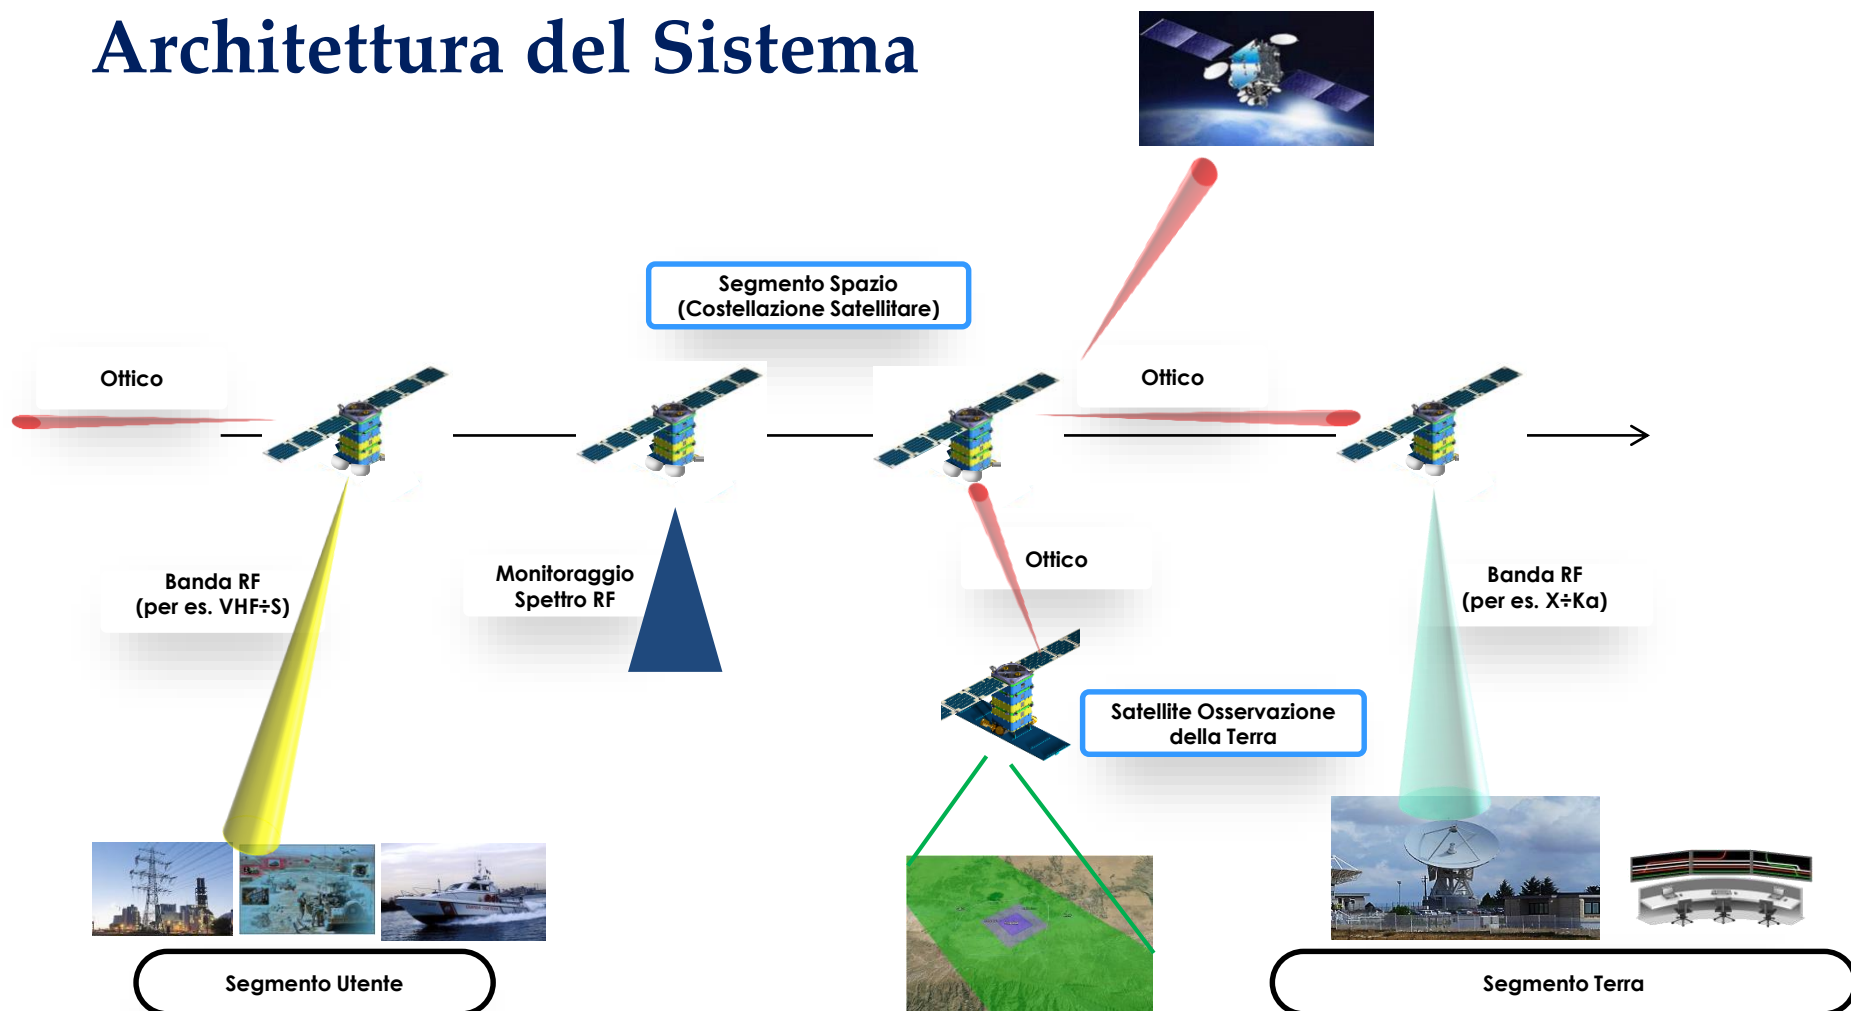 Architettura del Sistema
Segmento Spazio
(Costellazione Satellitare)
Ottico
Ottico
Banda RF
(per es. VHF÷S)
Monitoraggio
Spettro RF
Ottico
Banda RF
(per es. X÷Ka)
Satellite Osservazione
della Terra
Segmento Utente
Segmento Terra